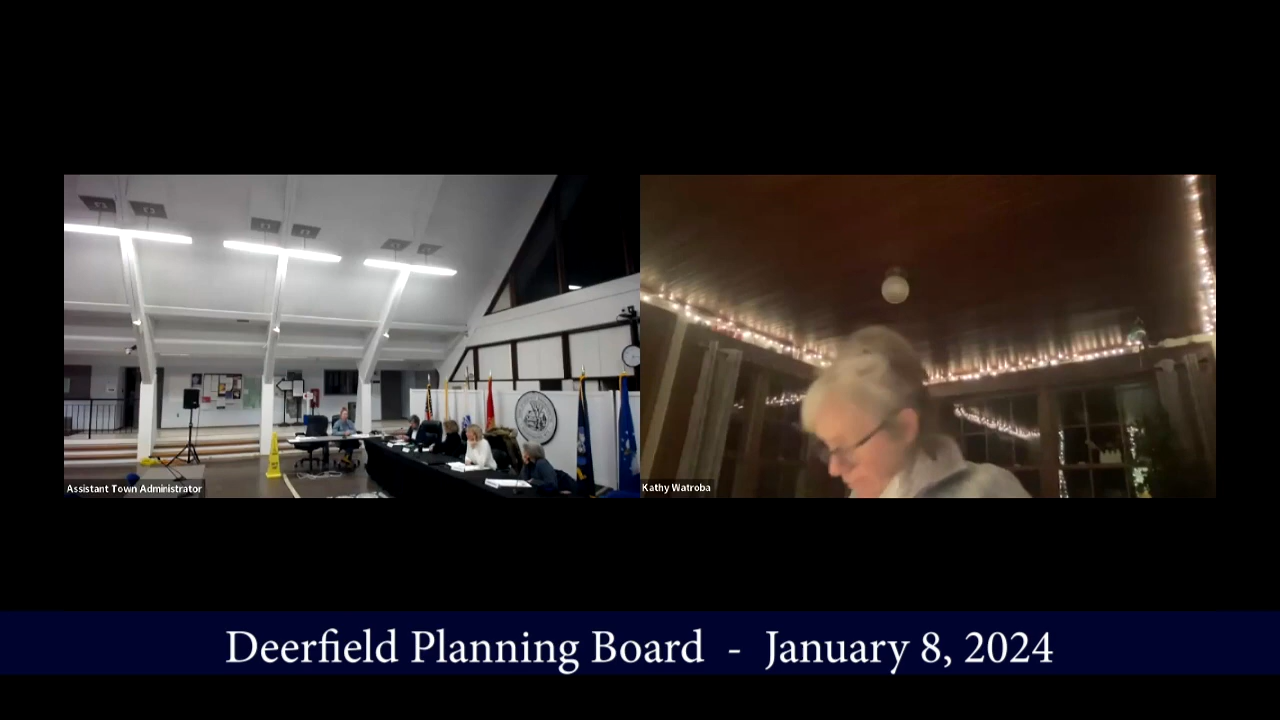 Assistant Town Administrator
Kathy Watroba
Deerfield Planning Board - January 8, 2024